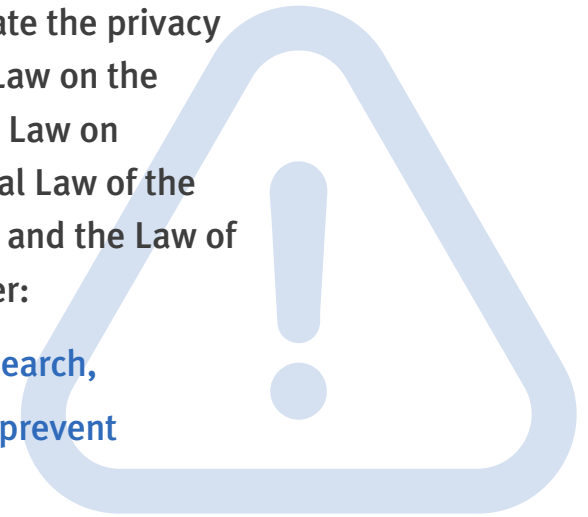 ate the privacy
Law on the
Law on
al Law of the
and the Law of
er:
earch,
prevent